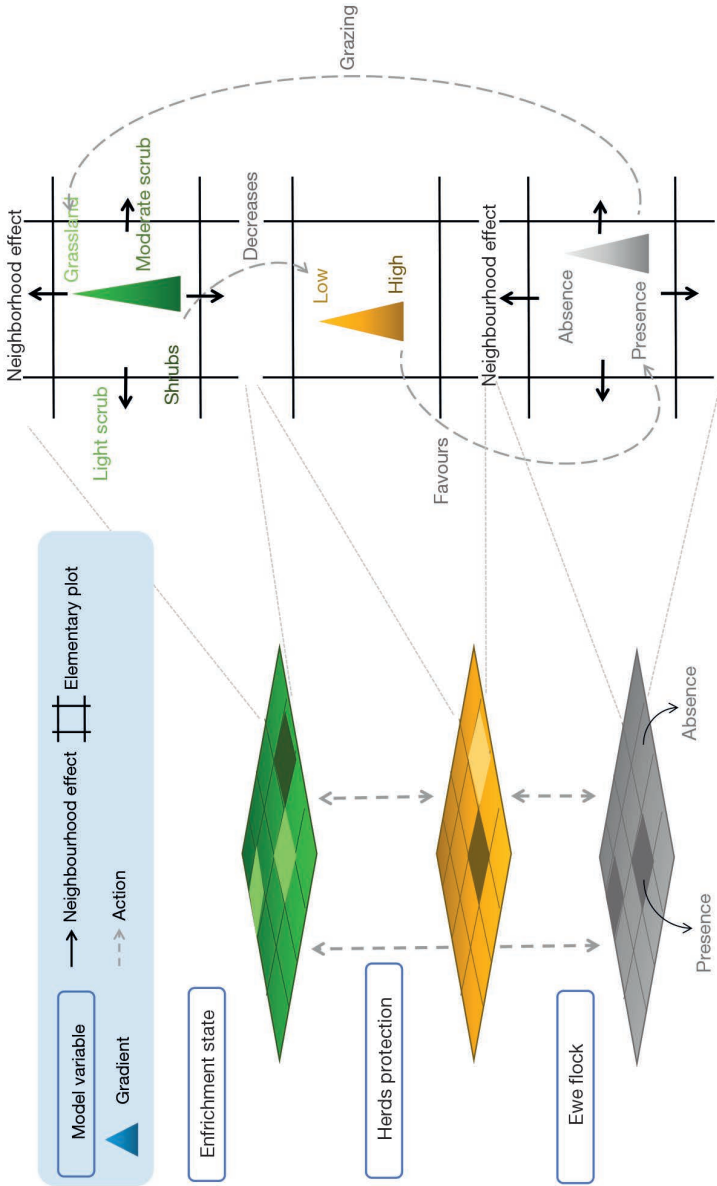 Model variable
Neighbourhood effect
Elementary plot
Gradient
Action
Enfrichment state
Herds protection
Ewe flock
Presence
Absence
Neighborhood effect
Light scrub
Grassland
Shrubs
Moderate scrub
Decreases
Low
High
Favours
Neighbourhood effect
Absence
Presence
Grazing